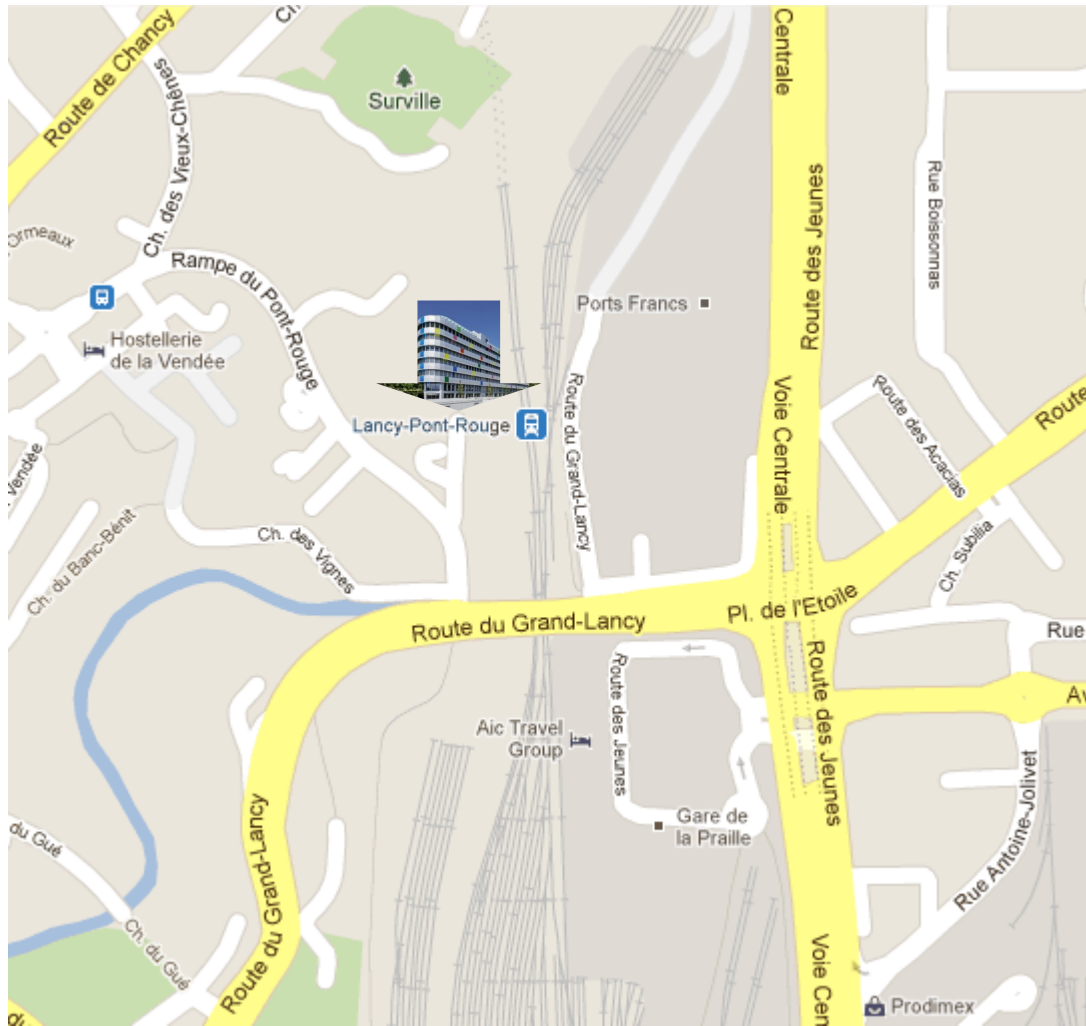 Centrale
Ch
Route de Chancy
Surville
Ch. des Vieux-Chênes
Ormeaux
Rampe du Pont-Rouge
Route des Jeunes
Rue Boissonnas
Ports Francs
Hostellerie
de la Vendée
Lancy-Pont-Rouge
Route du Grand-Lancy
Voie Centrale
Route des Acacias
Route
Vendée
Ch. du Banc-Bénit
Ch. des Vignes
Ch. Subilia
Pl. de l'Etoile
Route du Grand-Lancy
Rue
Route des Jeunes
Route des Jeunes
Av
Aic Travel
Group
Gare de
la Praille
Rue Antoine-Jolivet
du Gué
Ch. du Gué
Route du Grand-Lancy
Voie Cen
Prodimex
du